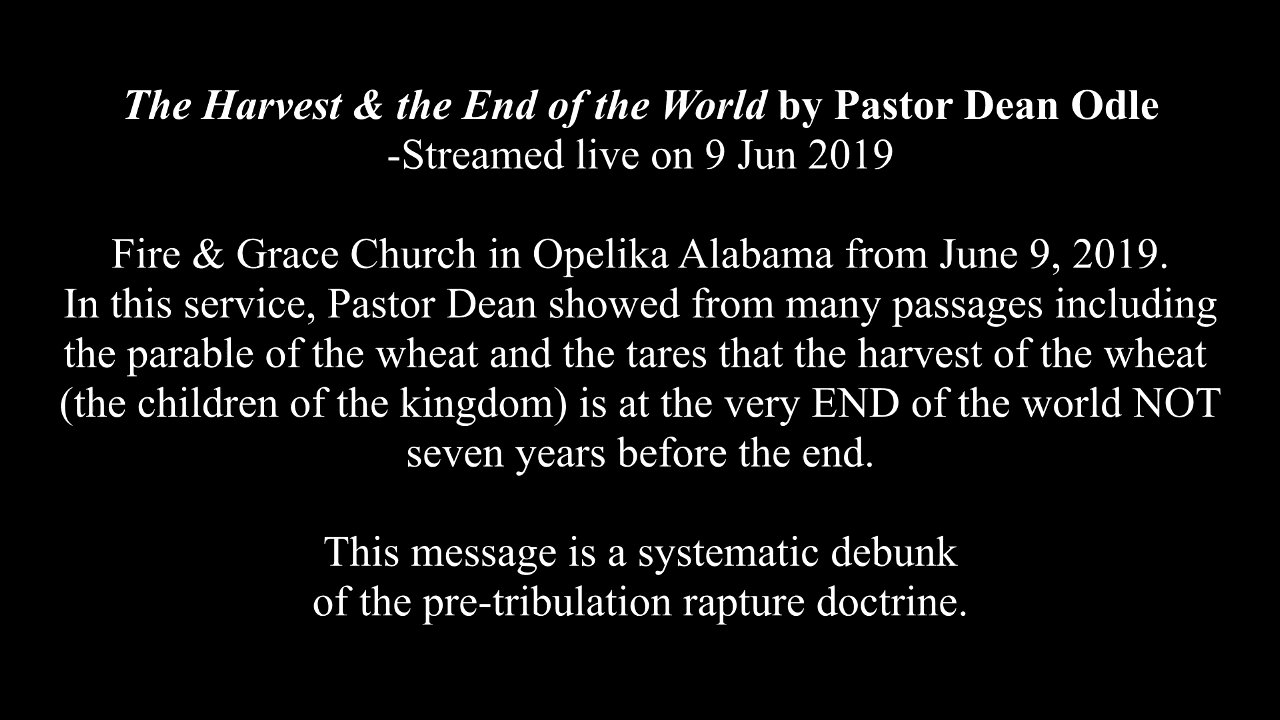 The Harvest & the End of the World by Pastor Dean Odle
-Streamed live on 9 Jun 2019
Fire & Grace Church in Opelika Alabama from June 9, 2019.
In this service, Pastor Dean showed from many passages including
the parable of the wheat and the tares that the harvest of the wheat
(the children of the kingdom) is at the very END of the world NOT
seven years before the end.
This message is a systematic debunk
of the pre-tribulation rapture doctrine.